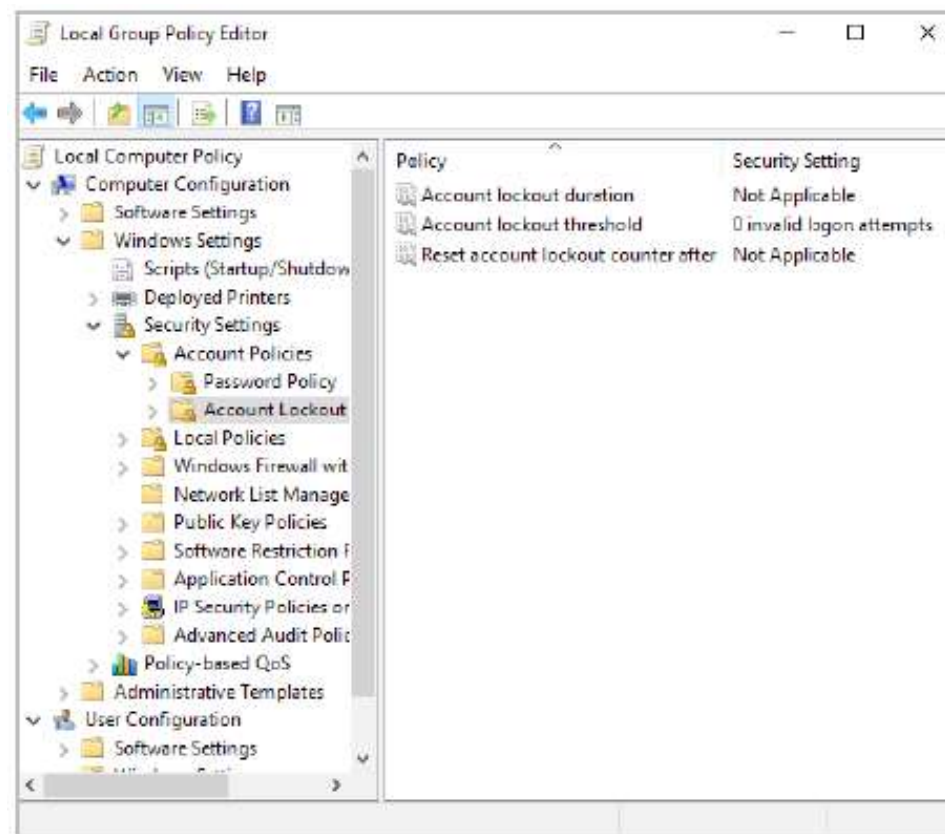 Local Group Policy Editor
File Action View Help
Local Computer Policy
Computer Configuration
Software Settings
Windows Settings
Scripts (Startup/Shutdow
Deployed Printers
Security Settings
Account Policies
Password Policy
Account Lockout
Local Policies
Windows Firewall wit
Network List Manage
Public Key Policies
Software Restriction P
Application Control P
IP Security Policies or
Advanced Audit Polic
Policy-based QoS
Administrative Templates
User Configuration
Software Settings
Policy Security Setting
Account lockout duration Not Applicable
Account lockout threshold 0 invalid logon attempts
Reset account lockout counter after Not Applicable